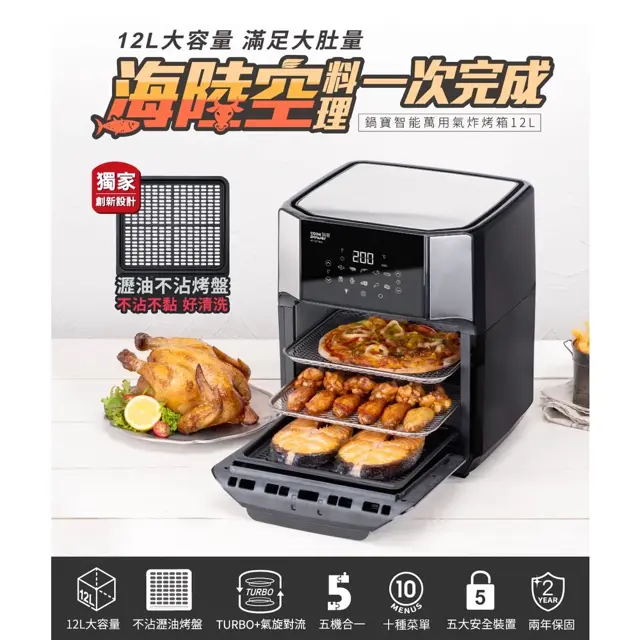 12L大容量 滿足大肚量
海陸空料理一次完成
鍋寶智能萬用氣炸烤箱12L
獨家
創新設計
瀝油不沾烤盤
不沾不黏 好清洗
200
12L
TURBO
5
10
MENUS
5
2
YEAR
12L大容量
不沾瀝油烤盤
TURBO+氣旋對流
五機合一
十種菜單
五大安全裝置
兩年保固